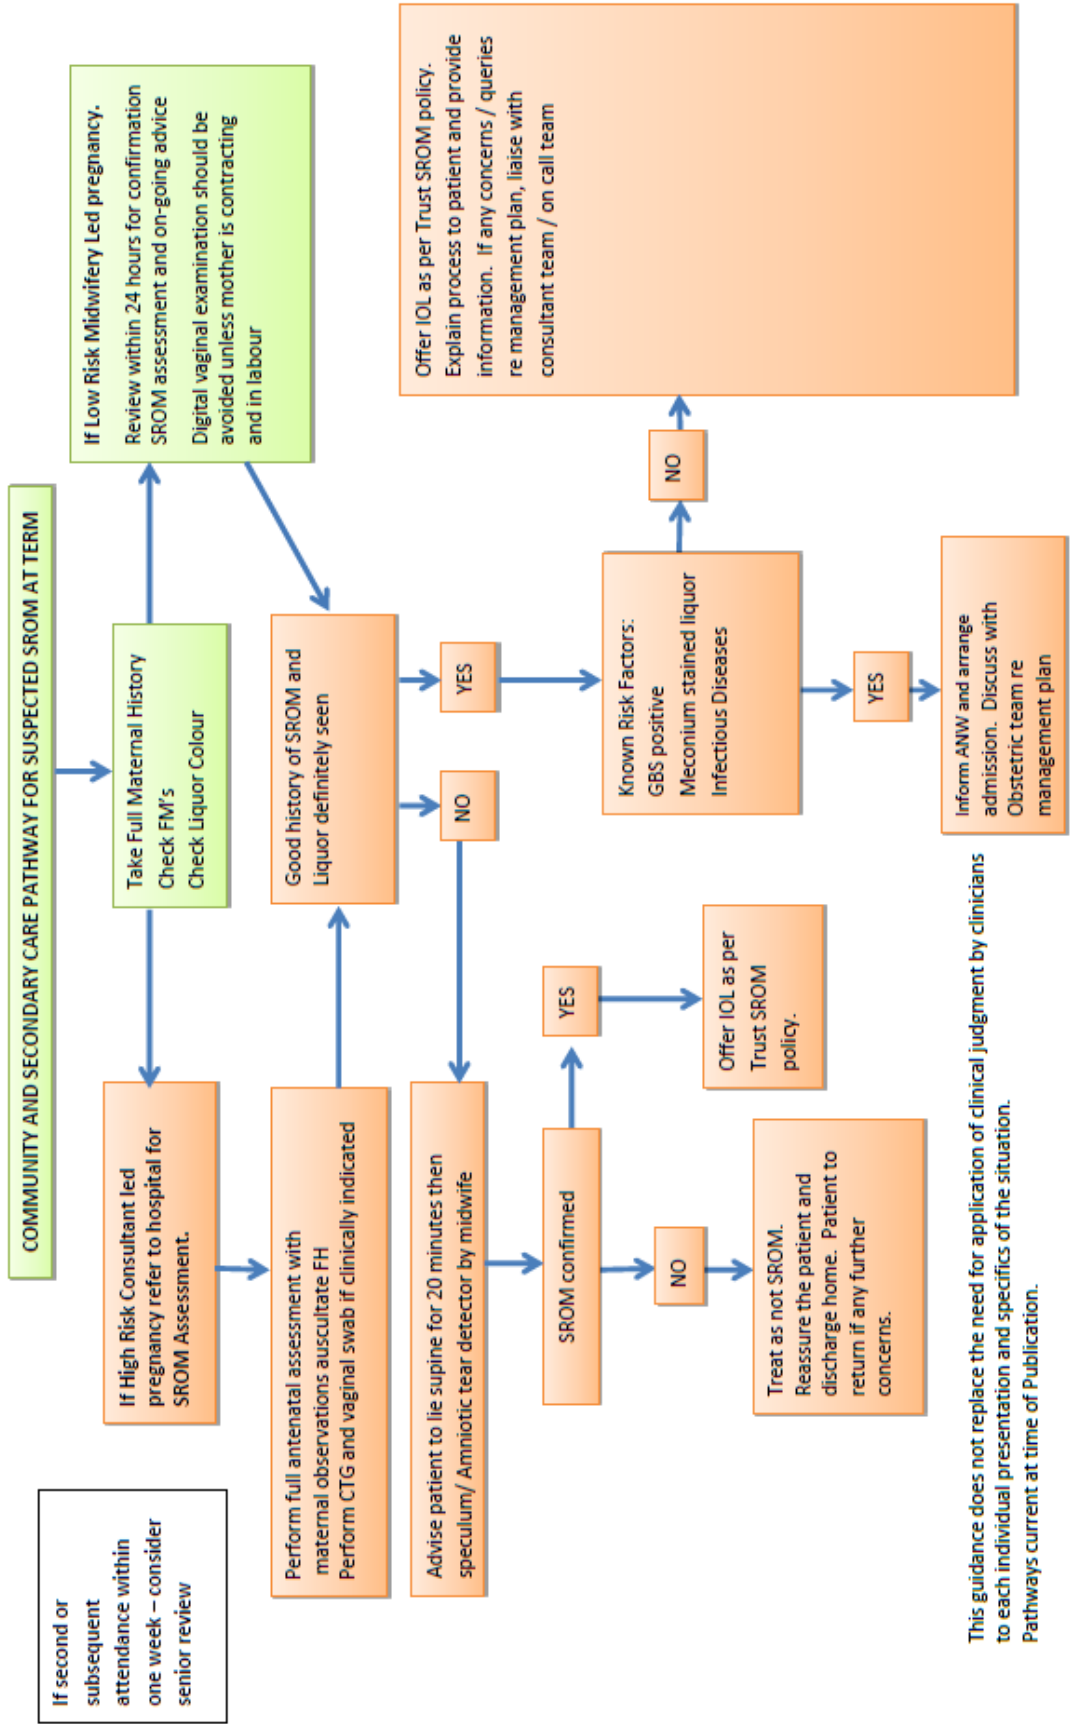 COMMUNITY AND SECONDARY CARE PATHWAY FOR SUSPECTED SROM AT TERM
If second or
subsequent
attendance within
one week – consider
senior review
Take Full Maternal History
Check FM's
Check Liquor Colour
If High Risk Consultant led
pregnancy refer to hospital for
SROM Assessment.
If Low Risk Midwifery Led pregnancy.
Review within 24 hours for confirmation
SROM assessment and on-going advice
Digital vaginal examination should be
avoided unless mother is contracting
and in labour
Perform full antenatal assessment with
maternal observations auscultate FH
Perform CTG and vaginal swab if clinically indicated
Good history of SROM and
Liquor definitely seen
NO
YES
Advise patient to lie supine for 20 minutes then
speculum/ Amniotic tear detector by midwife
SROM confirmed
YES
Offer IOL as per
Trust SROM
policy.
NO
Treat as not SROM.
Reassure the patient and
discharge home. Patient to
return if any further
concerns.
Known Risk Factors:
GBS positive
Meconium stained liquor
Infectious Diseases
NO
Offer IOL as per Trust SROM policy.
Explain process to patient and provide
information. If any concerns / queries
re management plan, liaise with
consultant team / on call team
YES
Inform ANW and arrange
admission. Discuss with
Obstetric team re
management plan
This guidance does not replace the need for application of clinical judgment by clinicians
to each individual presentation and specifics of the situation.
Pathways current at time of Publication.